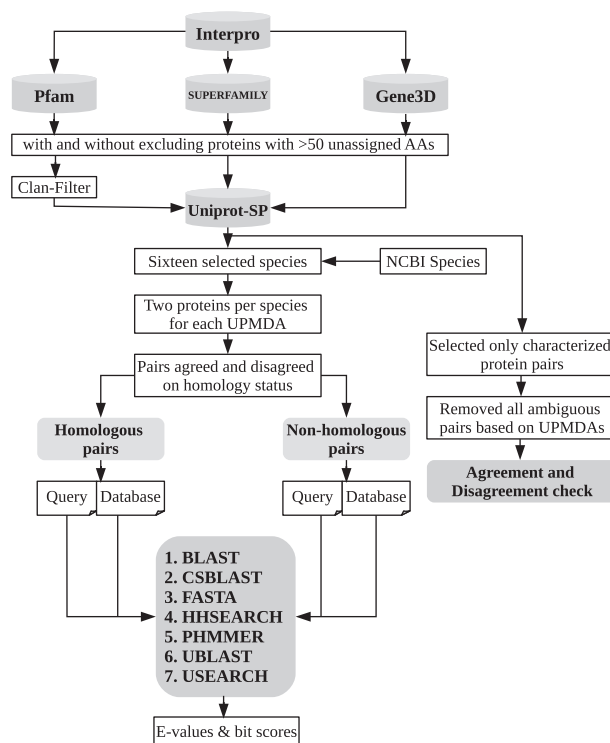 Interpro
Pfam
SUPERFAMILY
Gene3D
with and without excluding proteins with >50 unassigned AAs
Clan-Filter
Uniprot-SP
Sixteen selected species
NCBI Species
Two proteins per species
for each UPMDA
Selected only characterized
protein pairs
Pairs agreed and disagreed
on homology status
Removed all ambiguous
pairs based on UPMDAs
Homologous
pairs
Non-homologous
pairs
Agreement and
Disagreement check
Query
Database
Query
Database
1. BLAST
2. CSBLAST
3. FASTA
4. HHSEARCH
5. PHMMER
6. UBLAST
7. USEARCH
E-values & bit scores